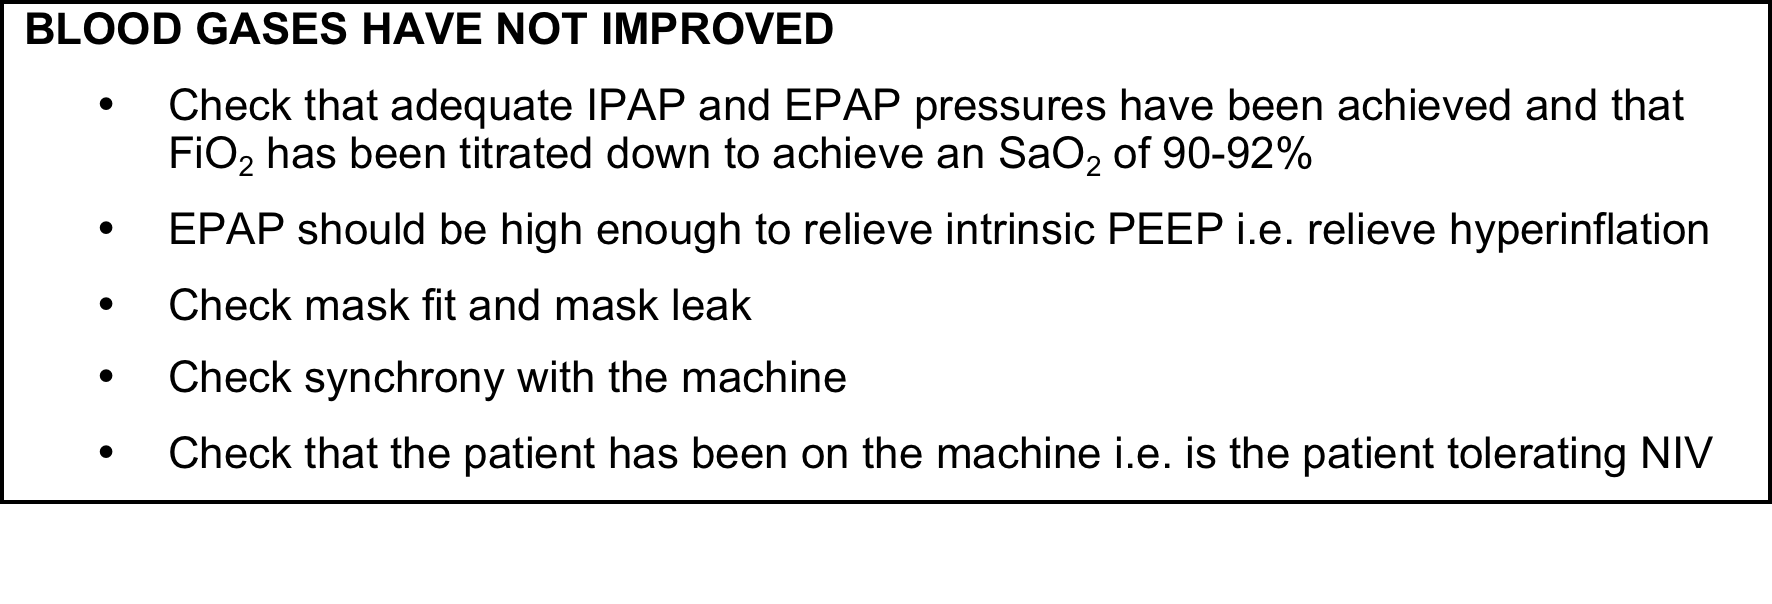 BLOOD GASES HAVE NOT IMPROVED
• Check that adequate IPAP and EPAP pressures have been achieved and that
FiO₂ has been titrated down to achieve an SaO₂ of 90-92%
• EPAP should be high enough to relieve intrinsic PEEP i.e. relieve hyperinflation
• Check mask fit and mask leak
• Check synchrony with the machine
• Check that the patient has been on the machine i.e. is the patient tolerating NIV